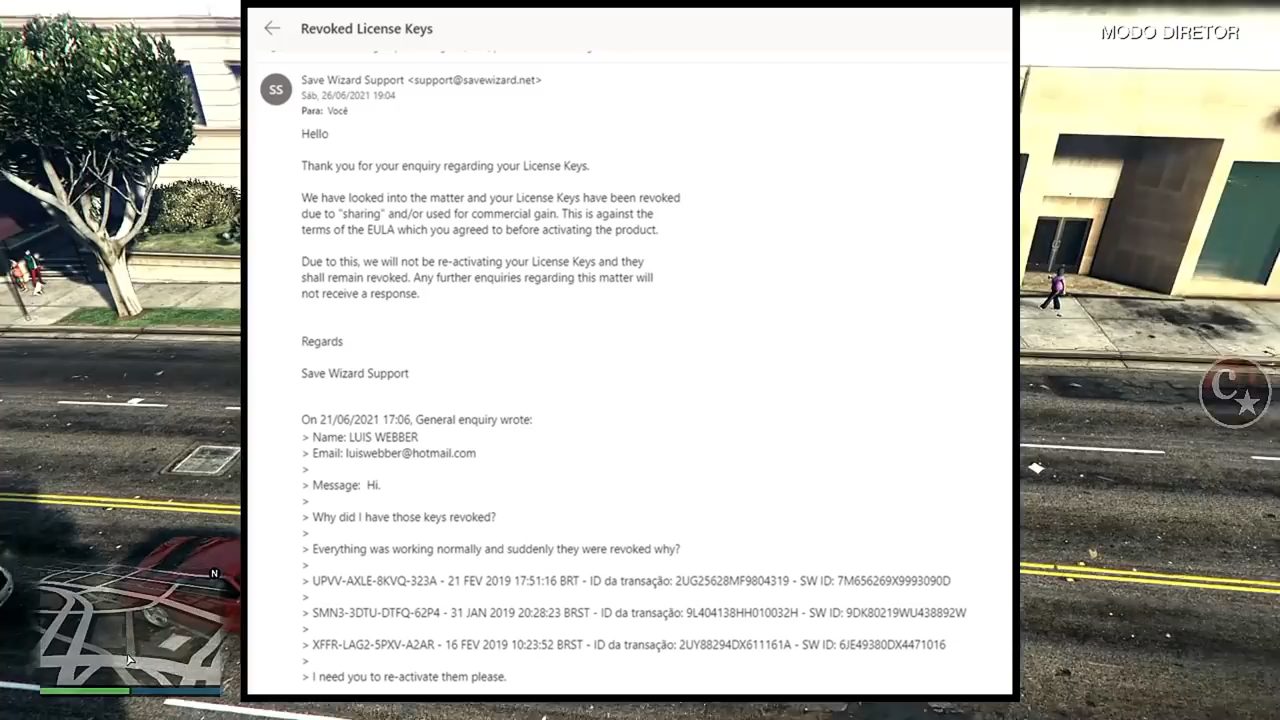 Revoked License Keys
MODO DIRETOR
SS
Save Wizard Support <support@savewizard.net>
Sáb, 26/06/2021 19:04
Para: Você
Hello
Thank you for your enquiry regarding your License Keys.
We have looked into the matter and your License Keys have been revoked
due to "sharing" and/or used for commercial gain. This is against the
terms of the EULA which you agreed to before activating the product.
Due to this, we will not be re-activating your License Keys and they
shall remain revoked. Any further enquiries regarding this matter will
not receive a response.
Regards
Save Wizard Support
On 21/06/2021 17:06, General enquiry wrote:
> Name: LUIS WEBBER
> Email: luiswebber@hotmail.com
>
> Message: Hi.
>
> Why did I have those keys revoked?
>
> Everything was working normally and suddenly they were revoked why?
>
> UPVV-AXLE-8KVQ-323A - 21 FEV 2019 17:51:16 BRT - ID da transação: 2UG25628MF9804319 - SW ID: 7M656269X9993090D
>
> SMN3-3DTU-DTFQ-62P4 - 31 JAN 2019 20:28:23 BRST - ID da transação: 9L404138HH010032H - SW ID: 9DK80219WU438892W
>
> XFFR-LAG2-5PXV-A2AR - 16 FEV 2019 10:23:52 BRST - ID da transação: 2UY88294DX611161A - SW ID: 6JE49380DX4471016
>
> I need you to re-activate them please.
C
N